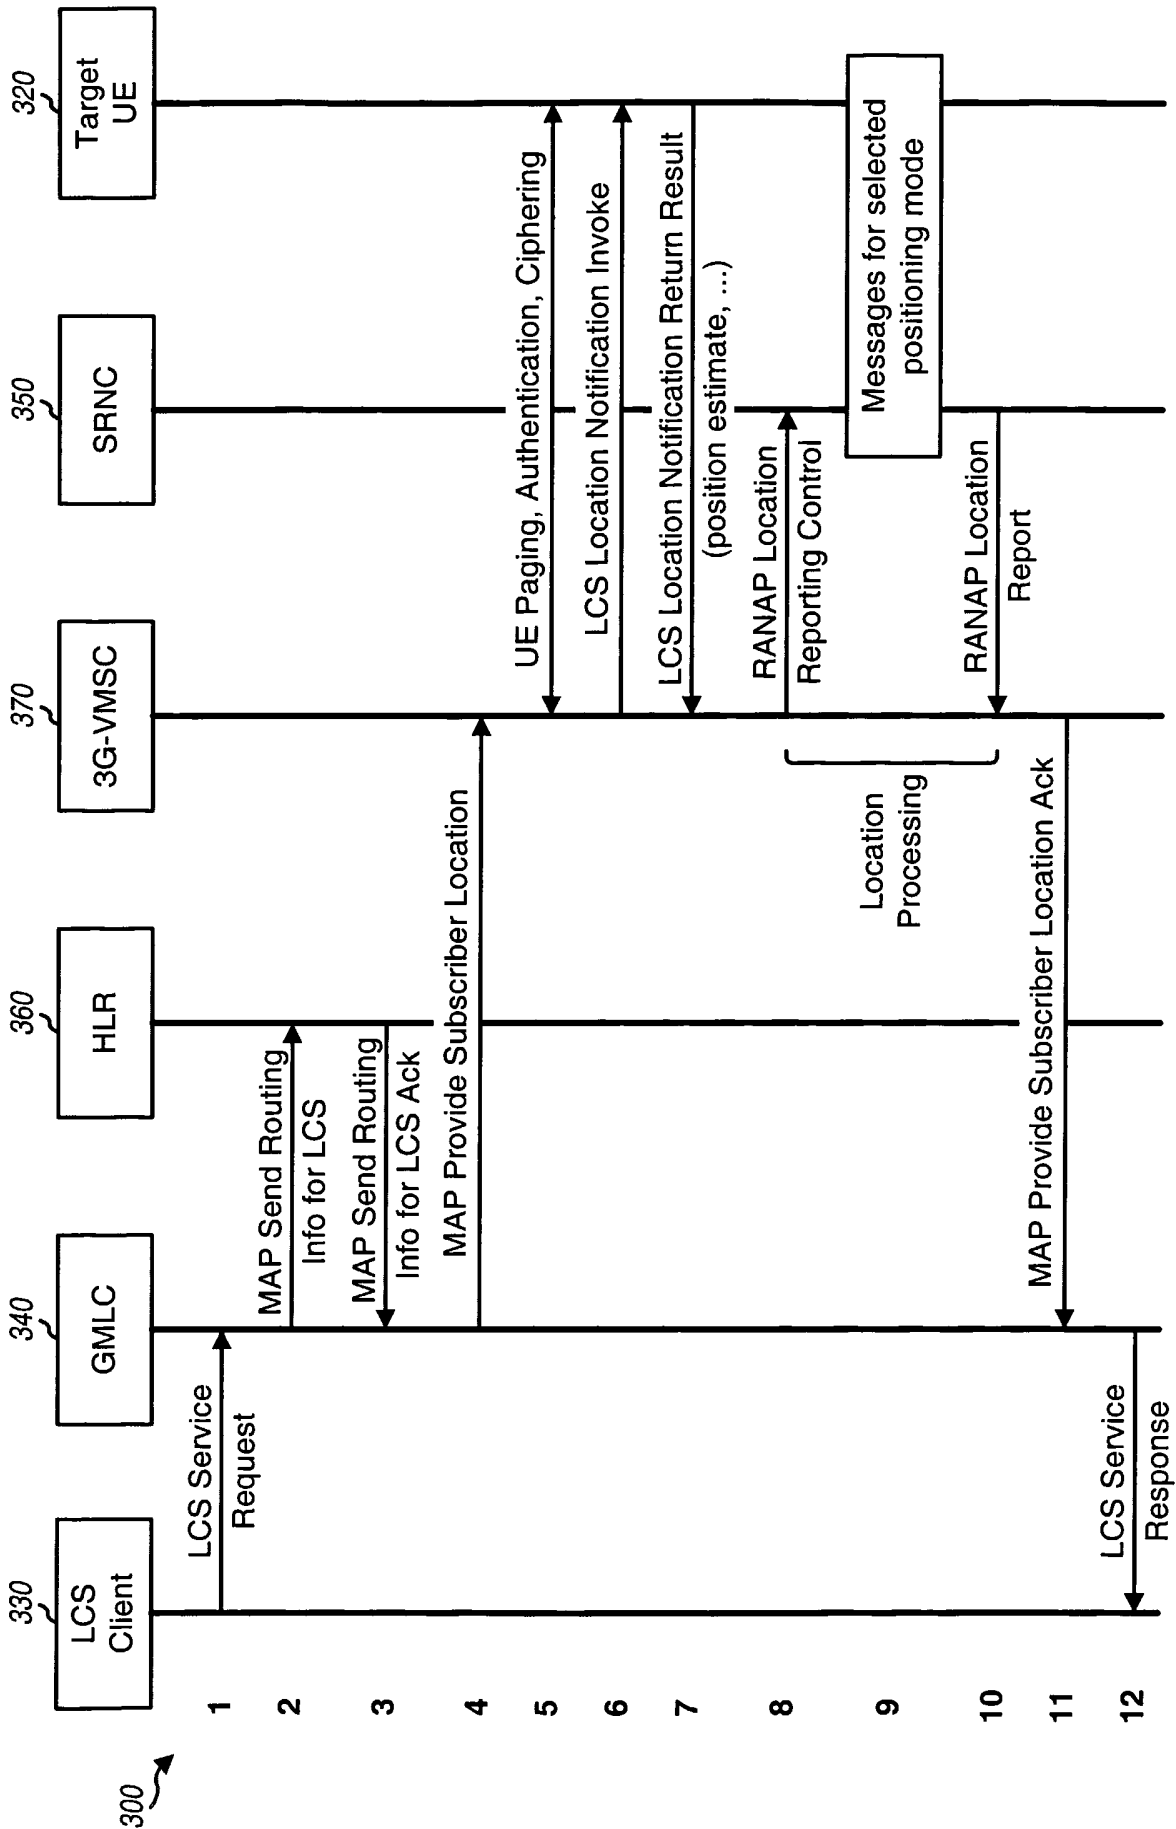 300
330
340
360
370
350
320
LCS
Client
GMLC
HLR
3G-VMSC
SRNC
Target
UE
1
LCS Service
Request
2
MAP Send Routing
Info for LCS
3
MAP Send Routing
Info for LCS Ack
4
MAP Provide Subscriber Location
5
UE Paging, Authentication, Ciphering
6
LCS Location Notification Invoke
7
LCS Location Notification Return Result
(position estimate, ...)
8
RANAP Location
Reporting Control
9
Location
Processing
Messages for selected
positioning mode
10
RANAP Location
Report
11
MAP Provide Subscriber Location Ack
12
LCS Service
Response